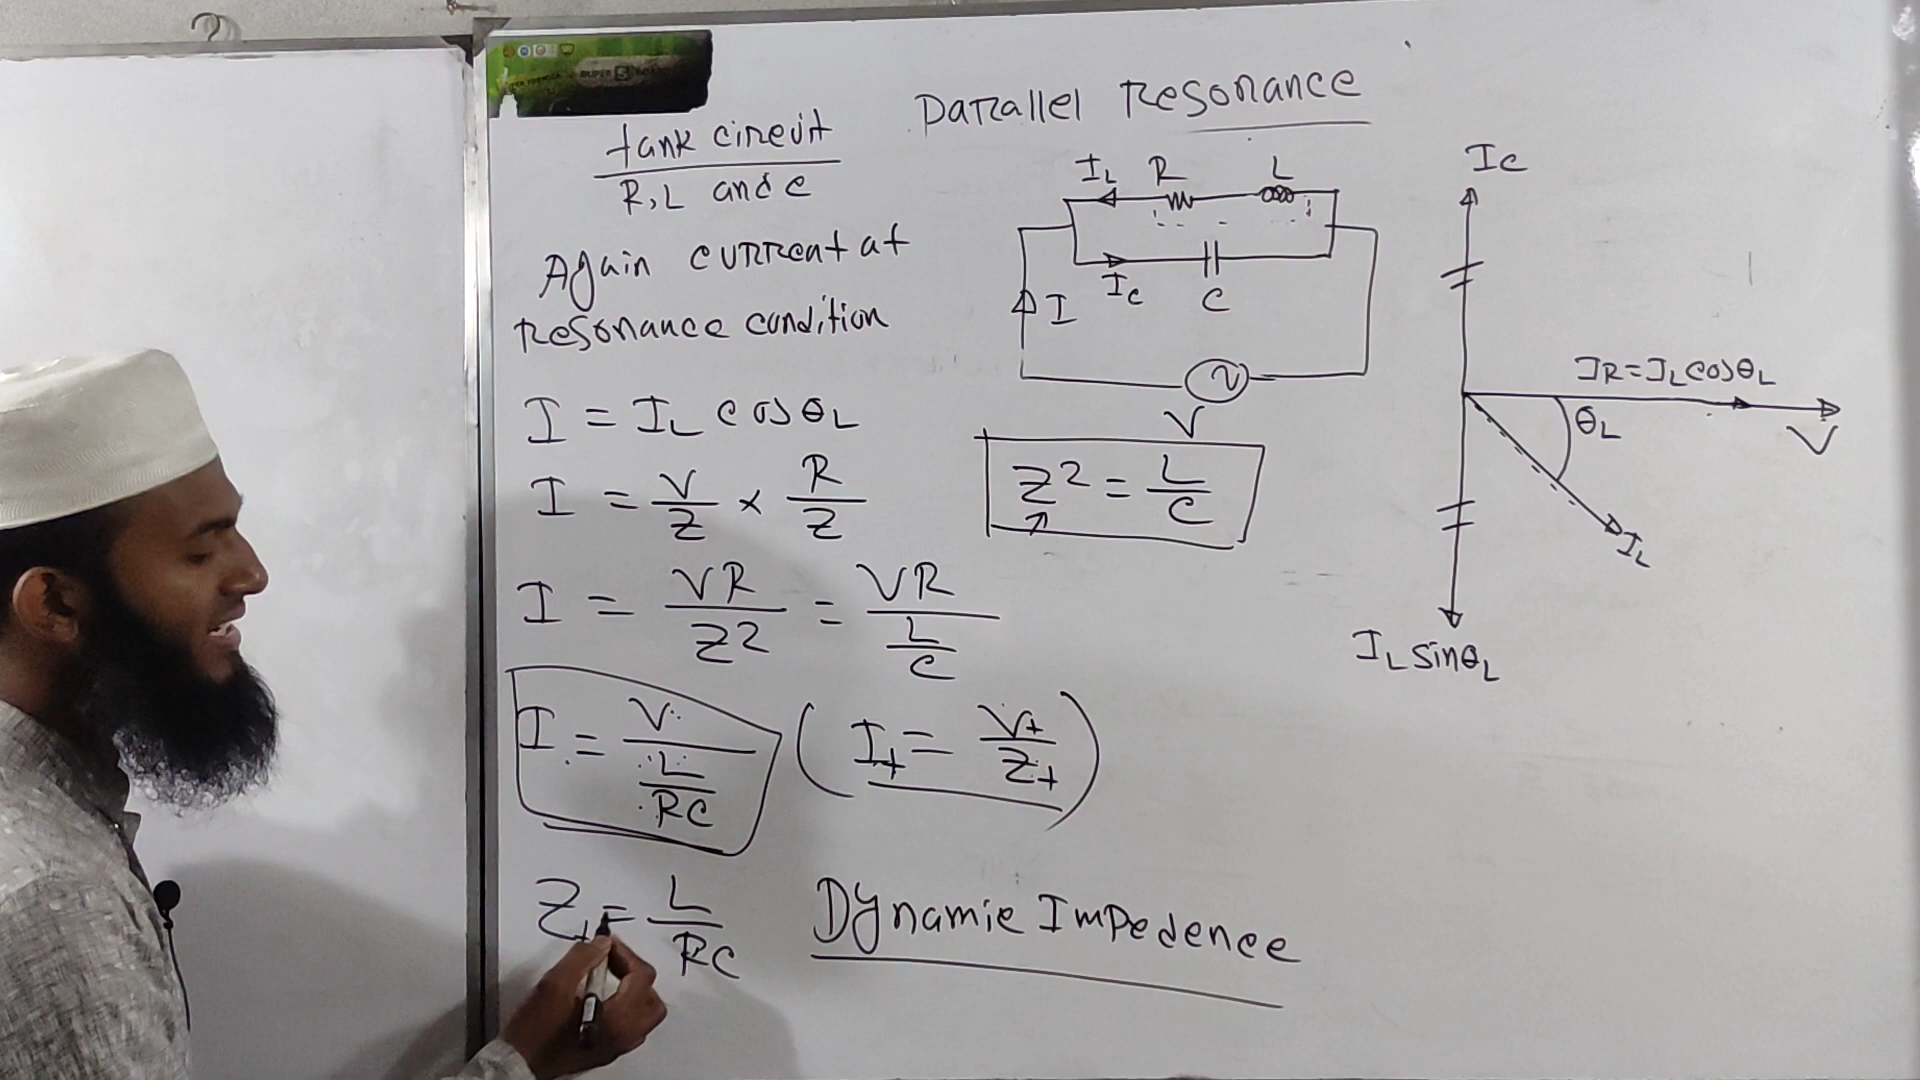 Parallel Resonance
tank circuit
R, L and C
Again current at
Resonance condition
I = I_L cosθ_L
I = V/Z × R/Z
I = VR/Z² = VR/(L/C)
I = V/(L/RC) (I_t = V_t/Z_t)
Z_t = L/RC Dynamic Impedence
I_L R L
I_C C
I
V
Z² = L/C
I_C
I_R = I_L cosθ_L
θ_L
V
I_L
I_L sinθ_L
SUPER